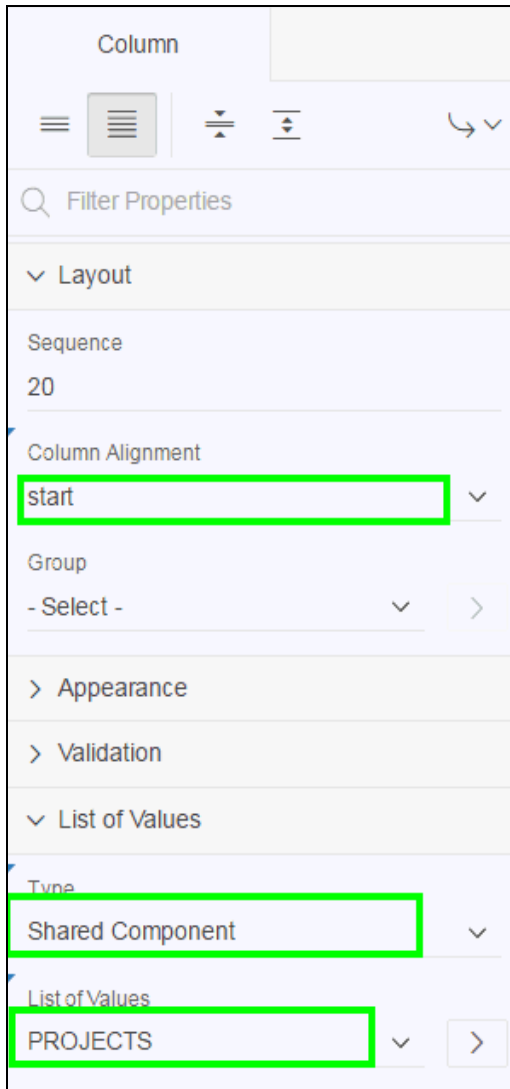 Column
Filter Properties
Layout
Sequence
20
Column Alignment
start
Group
- Select -
Appearance
Validation
List of Values
Type
Shared Component
List of Values
PROJECTS